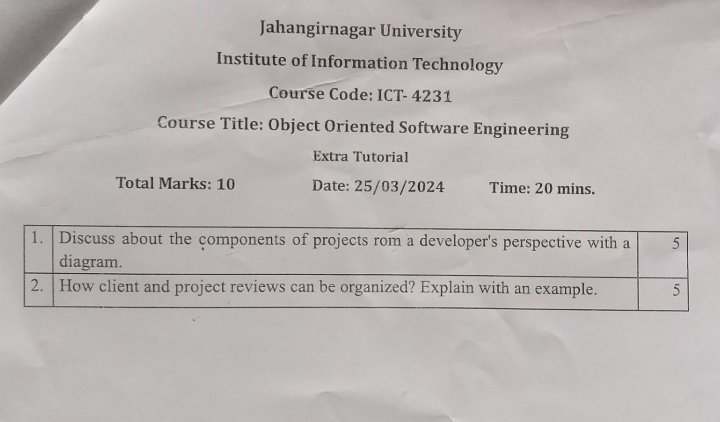 Jahangirnagar University
Institute of Information Technology
Course Code: ICT- 4231
Course Title: Object Oriented Software Engineering
Extra Tutorial
Total Marks: 10 Date: 25/03/2024 Time: 20 mins.
1. Discuss about the components of projects rom a developer's perspective with a 5
diagram.
2. How client and project reviews can be organized? Explain with an example. 5